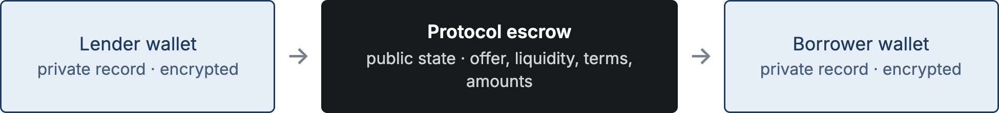 Lender wallet
private record · encrypted
→
Protocol escrow
public state · offer, liquidity, terms,
amounts
→
Borrower wallet
private record · encrypted